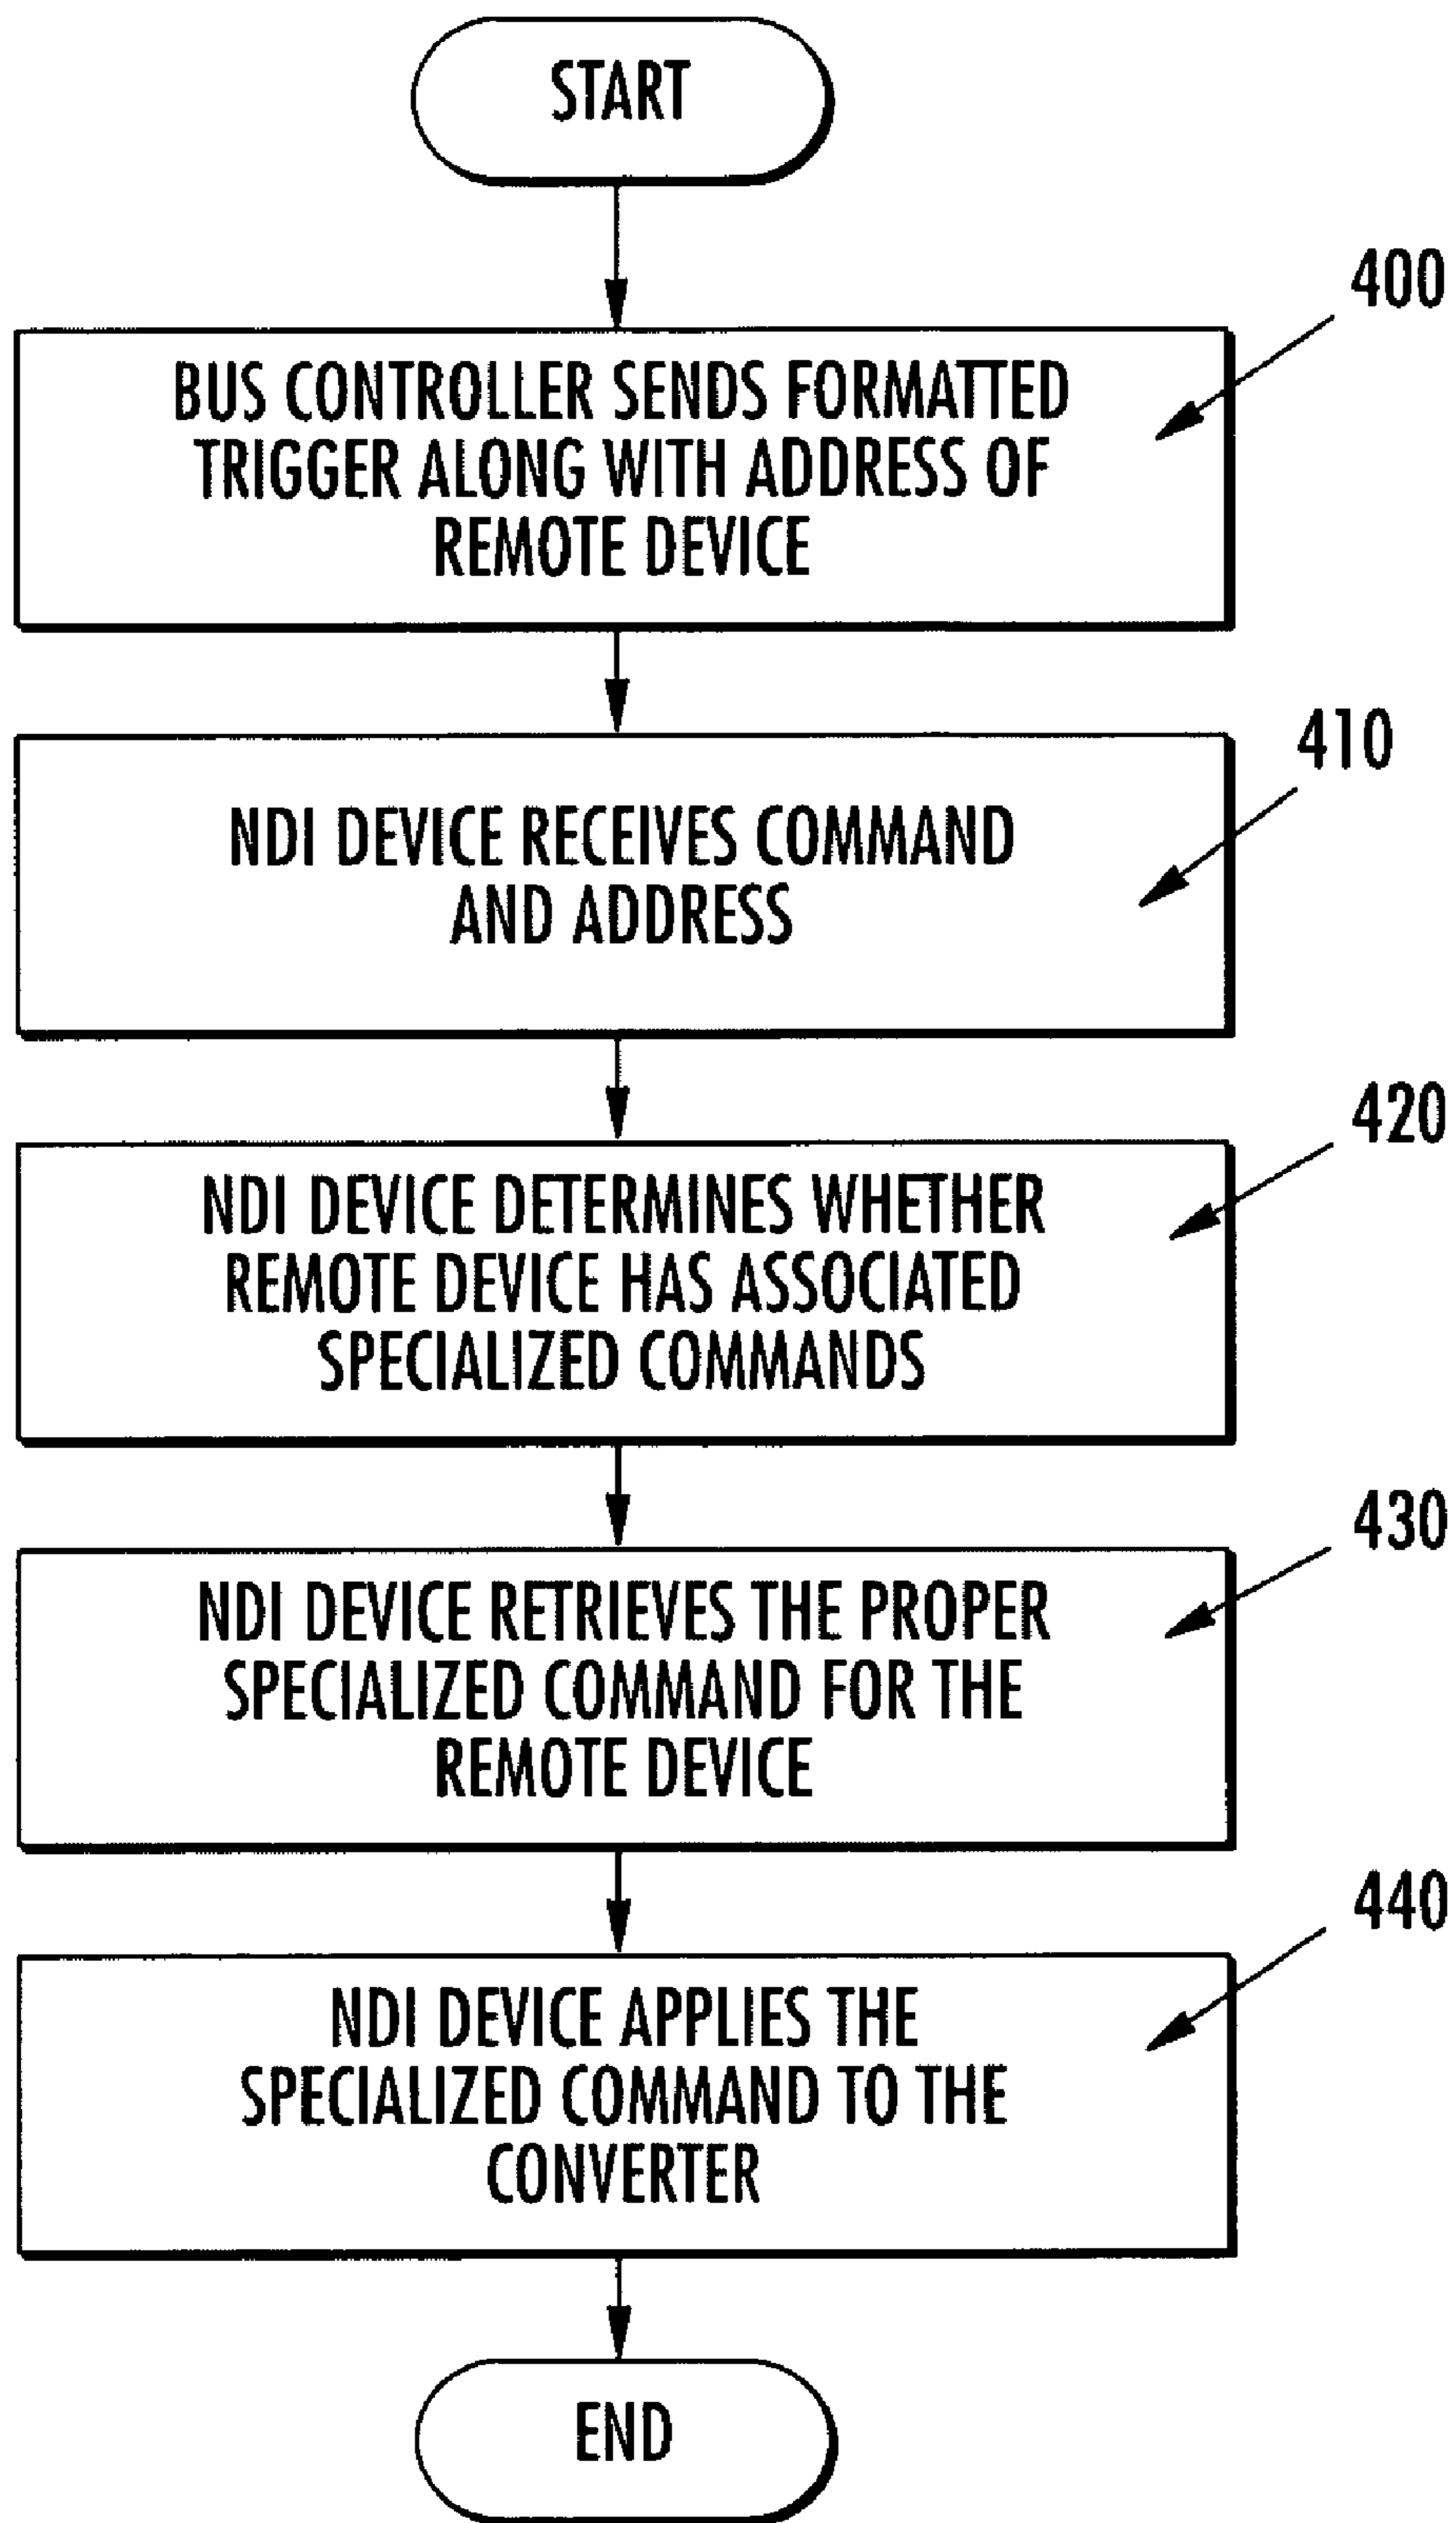 START
400
BUS CONTROLLER SENDS FORMATTED
TRIGGER ALONG WITH ADDRESS OF
REMOTE DEVICE
410
NDI DEVICE RECEIVES COMMAND
AND ADDRESS
420
NDI DEVICE DETERMINES WHETHER
REMOTE DEVICE HAS ASSOCIATED
SPECIALIZED COMMANDS
430
NDI DEVICE RETRIEVES THE PROPER
SPECIALIZED COMMAND FOR THE
REMOTE DEVICE
440
NDI DEVICE APPLIES THE
SPECIALIZED COMMAND TO THE
CONVERTER
END